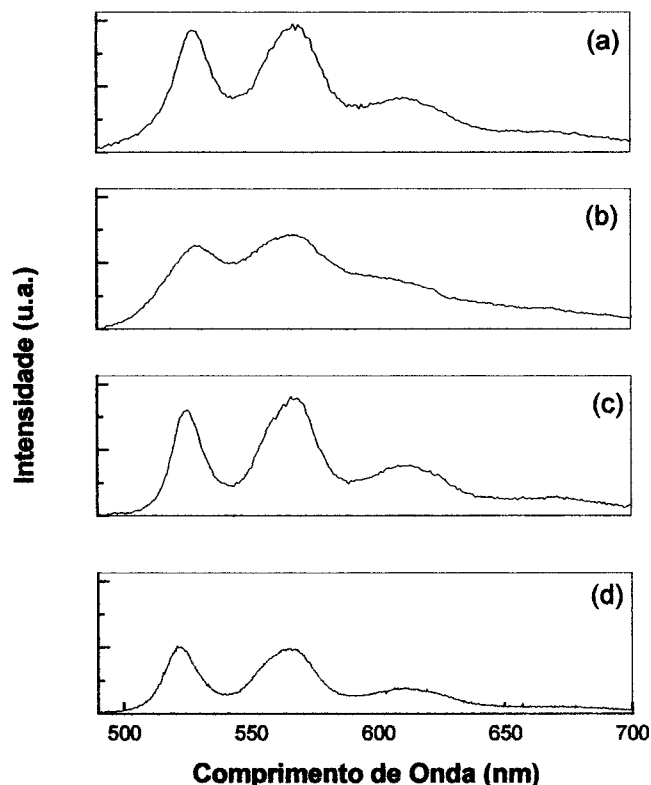 (a)
(b)
(c)
(d)
Intensidade (u.a.)
500 550 600 650 700
Comprimento de Onda (nm)